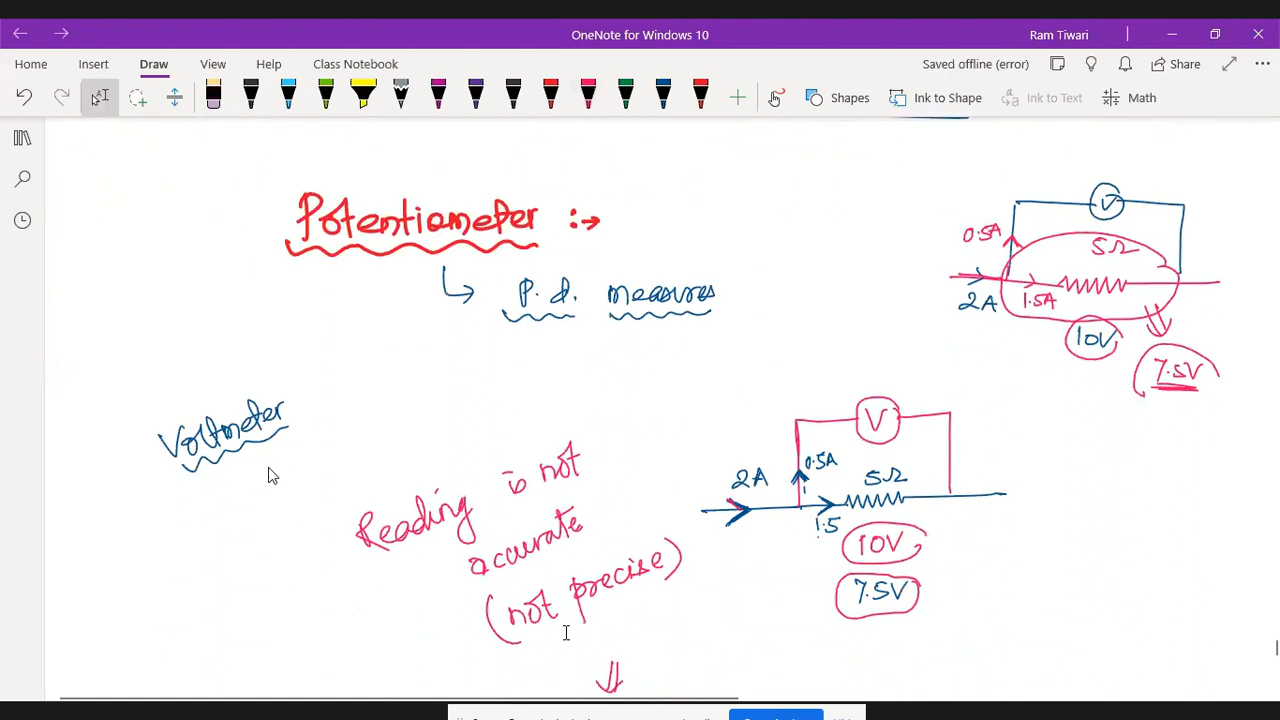 OneNote for Windows 10
Ram Tiwari
Home Insert Draw View Help Class Notebook
Saved offline (error)
Share
Shapes
Ink to Shape
Ink to Text
Math
Potentiometer :→
↳ P.d. measures
V
0.5A
5Ω
2A
1.5A
10V
7.5V
Voltmeter
Reading is not
accurate
(not precise)
V
2A
0.5A
5Ω
1.5
10V
7.5V